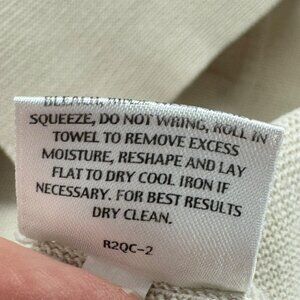 SQUEEZE, DO NOT WRING, ROLL IN
TOWEL TO REMOVE EXCESS
MOISTURE, RESHAPE AND LAY
FLAT TO DRY COOL IRON IF
NECESSARY. FOR BEST RESULTS
DRY CLEAN.
R2QC-2